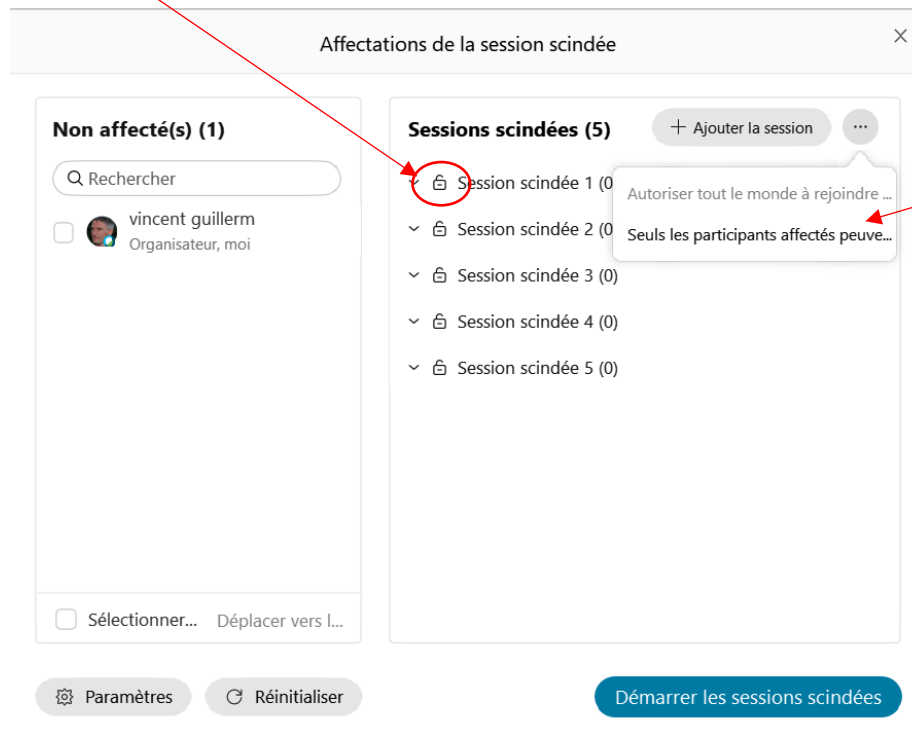 Affectations de la session scindée
Non affecté(s) (1)
Rechercher
vincent guillerm
Organisateur, moi
Sélectionner... Déplacer vers l...
Sessions scindées (5)
+ Ajouter la session
...
Session scindée 1 (0
Session scindée 2 (0
Session scindée 3 (0)
Session scindée 4 (0)
Session scindée 5 (0)
Autoriser tout le monde à rejoindre ...
Seuls les participants affectés peuve...
Paramètres
Réinitialiser
Démarrer les sessions scindées